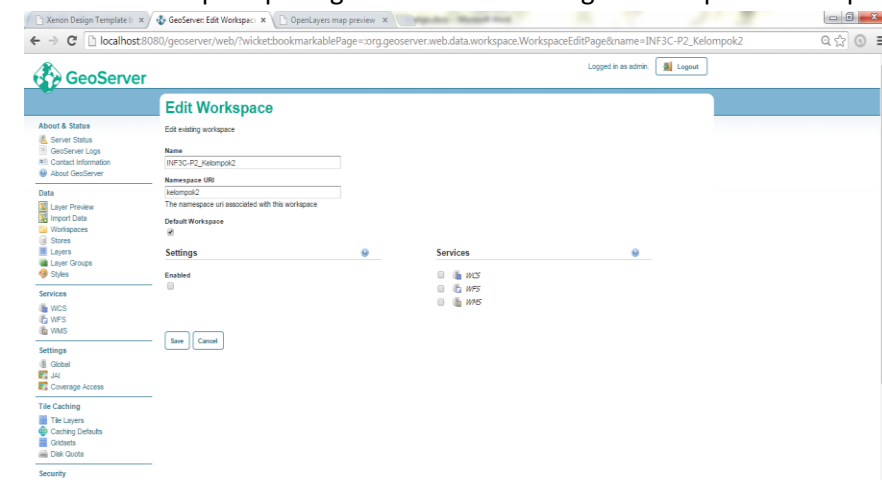 Xenon Design Template b
GeoServer: Edit Workspac
OpenLayers map preview
localhost:8080/geoserver/web/?wicket:bookmarkablePage=:org.geoserver.web.data.workspace.WorkspaceEditPage&name=INF3C-P2_Kelompok2
GeoServer
Logged in as admin.
Logout
Edit Workspace
Edit existing workspace
Name
INF3C-P2_Kelompok2
Namespace URI
kelompok2
The namespace uri associated with this workspace
Default Workspace
Settings
Enabled
Services
WCS
WFS
WMS
Save
Cancel
About & Status
Server Status
GeoServer Logs
Contact Information
About GeoServer
Data
Layer Preview
Import Data
Workspaces
Stores
Layers
Layer Groups
Styles
Services
WCS
WFS
WMS
Settings
Global
JAI
Coverage Access
Tile Caching
Tile Layers
Caching Defaults
Gridsets
Disk Quota
Security